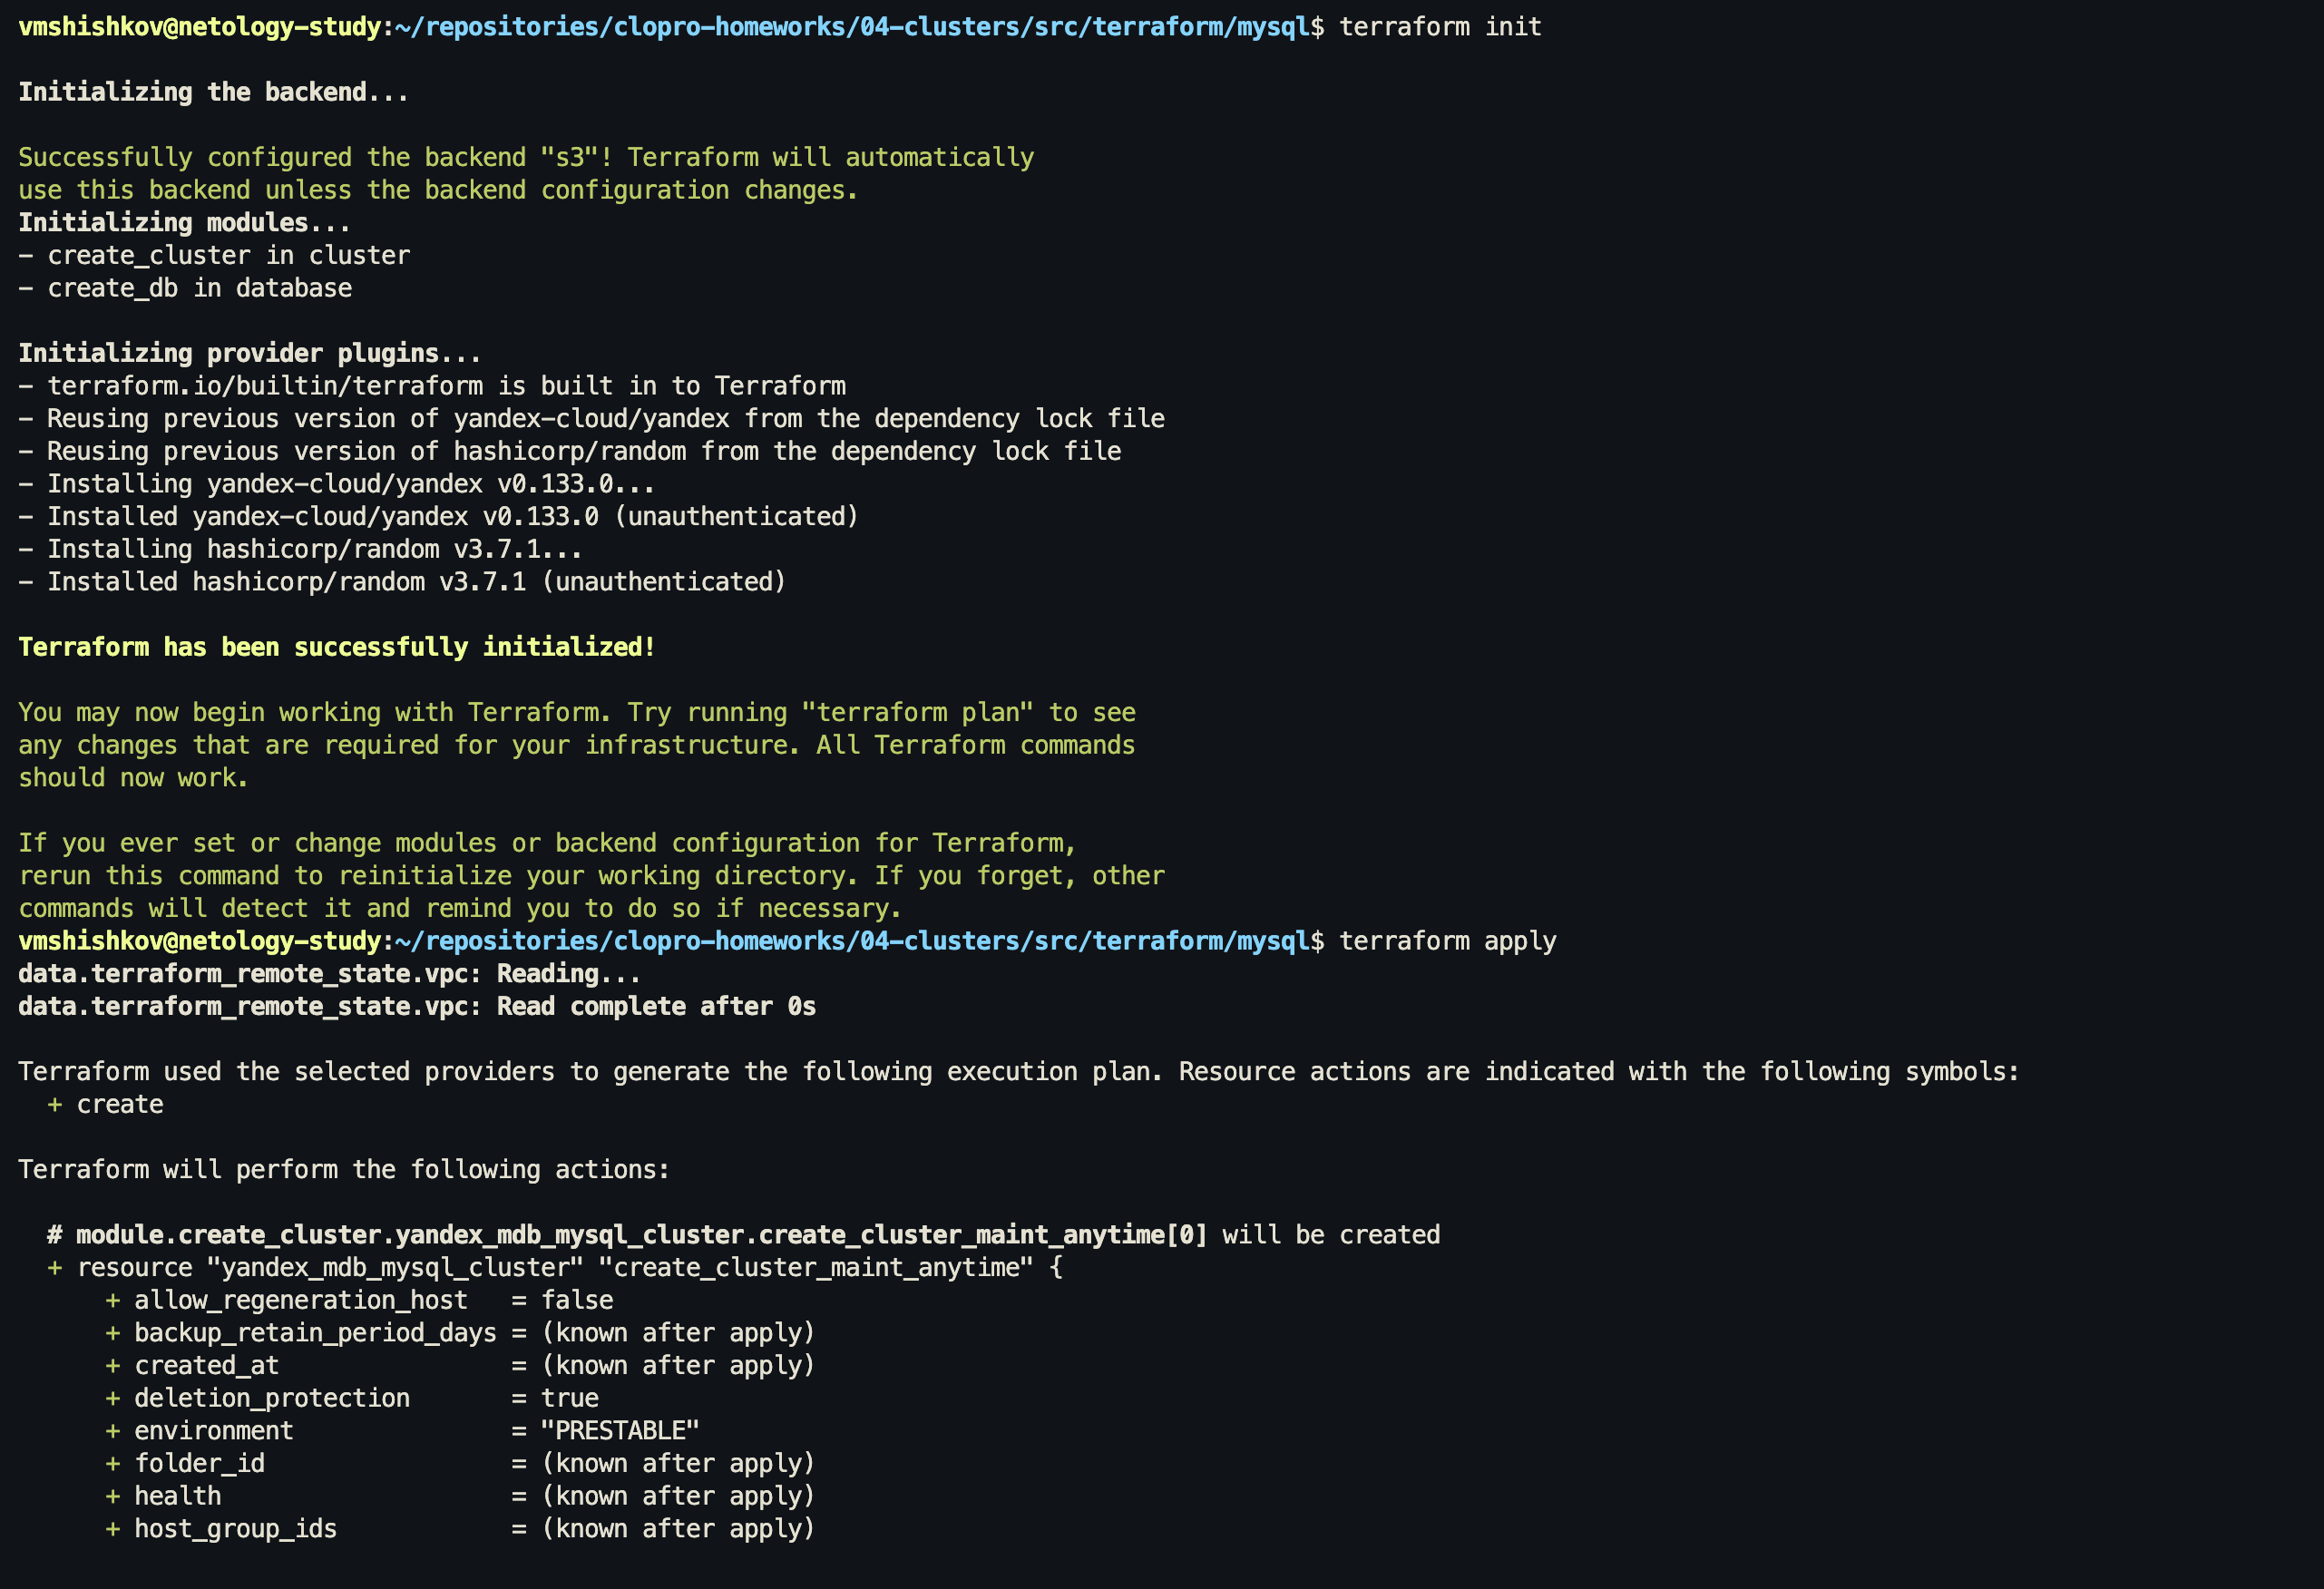 vmshishkov@netology-study:~/repositories/clopro-homeworks/04-clusters/src/terraform/mysql$ terraform init
Initializing the backend...
Successfully configured the backend "s3"! Terraform will automatically
use this backend unless the backend configuration changes.
Initializing modules...
- create_cluster in cluster
- create_db in database
Initializing provider plugins...
- terraform.io/builtin/terraform is built in to Terraform
- Reusing previous version of yandex-cloud/yandex from the dependency lock file
- Reusing previous version of hashicorp/random from the dependency lock file
- Installing yandex-cloud/yandex v0.133.0...
- Installed yandex-cloud/yandex v0.133.0 (unauthenticated)
- Installing hashicorp/random v3.7.1...
- Installed hashicorp/random v3.7.1 (unauthenticated)
Terraform has been successfully initialized!
You may now begin working with Terraform. Try running "terraform plan" to see
any changes that are required for your infrastructure. All Terraform commands
should now work.
If you ever set or change modules or backend configuration for Terraform,
rerun this command to reinitialize your working directory. If you forget, other
commands will detect it and remind you to do so if necessary.
vmshishkov@netology-study:~/repositories/clopro-homeworks/04-clusters/src/terraform/mysql$ terraform apply
data.terraform_remote_state.vpc: Reading...
data.terraform_remote_state.vpc: Read complete after 0s
Terraform used the selected providers to generate the following execution plan. Resource actions are indicated with the following symbols:
  + create
Terraform will perform the following actions:
  # module.create_cluster.yandex_mdb_mysql_cluster.create_cluster_maint_anytime[0] will be created
  + resource "yandex_mdb_mysql_cluster" "create_cluster_maint_anytime" {
      + allow_regeneration_host   = false
      + backup_retain_period_days = (known after apply)
      + created_at                = (known after apply)
      + deletion_protection       = true
      + environment               = "PRESTABLE"
      + folder_id                 = (known after apply)
      + health                    = (known after apply)
      + host_group_ids            = (known after apply)